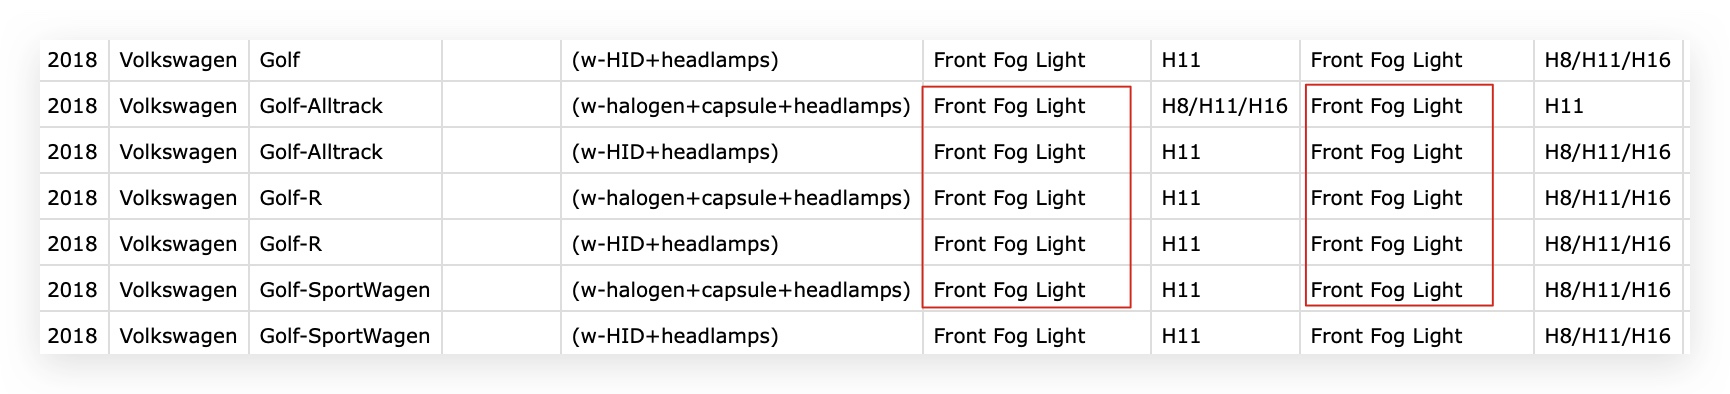 2018 Volkswagen Golf (w-HID+headlamps) Front Fog Light H11 Front Fog Light H8/H11/H16
2018 Volkswagen Golf-Alltrack (w-halogen+capsule+headlamps) Front Fog Light H8/H11/H16 Front Fog Light H11
2018 Volkswagen Golf-Alltrack (w-HID+headlamps) Front Fog Light H11 Front Fog Light H8/H11/H16
2018 Volkswagen Golf-R (w-halogen+capsule+headlamps) Front Fog Light H11 Front Fog Light H8/H11/H16
2018 Volkswagen Golf-R (w-HID+headlamps) Front Fog Light H11 Front Fog Light H8/H11/H16
2018 Volkswagen Golf-SportWagen (w-halogen+capsule+headlamps) Front Fog Light H11 Front Fog Light H8/H11/H16
2018 Volkswagen Golf-SportWagen (w-HID+headlamps) Front Fog Light H11 Front Fog Light H8/H11/H16